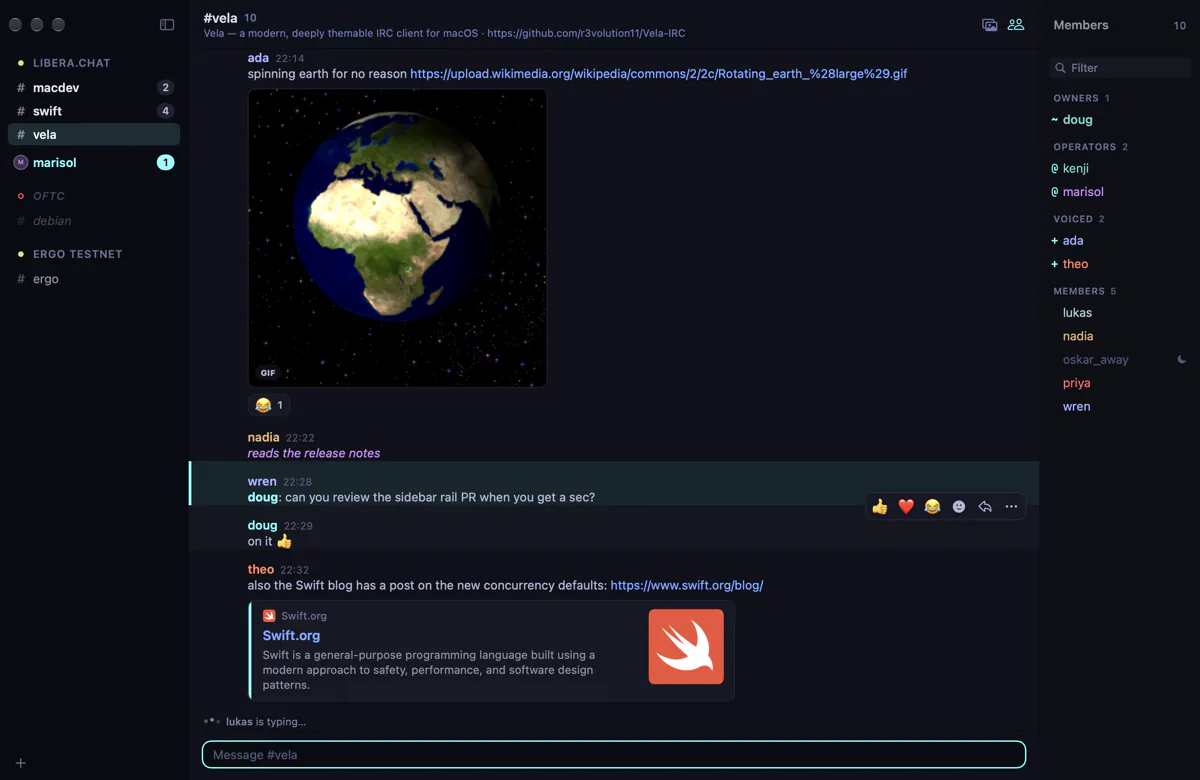 LIBERA.CHAT
# macdev 2
# swift 4
# vela
M marisol 1
OFTC
# debian
ERGO TESTNET
# ergo
#vela 10
Vela — a modern, deeply themable IRC client for macOS · https://github.com/r3volution11/Vela-IRC
ada 22:14
spinning earth for no reason https://upload.wikimedia.org/wikipedia/commons/2/2c/Rotating_earth_%28large%29.gif
GIF
😂 1
nadia 22:22
reads the release notes
wren 22:28
doug: can you review the sidebar rail PR when you get a sec?
doug 22:29
on it 👍
theo 22:32
also the Swift blog has a post on the new concurrency defaults: https://www.swift.org/blog/
Swift.org
Swift.org
Swift is a general-purpose programming language built using a
modern approach to safety, performance, and software design
patterns.
lukas is typing…
Message #vela
Members 10
Filter
OWNERS 1
~ doug
OPERATORS 2
@ kenji
@ marisol
VOICED 2
+ ada
+ theo
MEMBERS 5
lukas
nadia
oskar_away
priya
wren